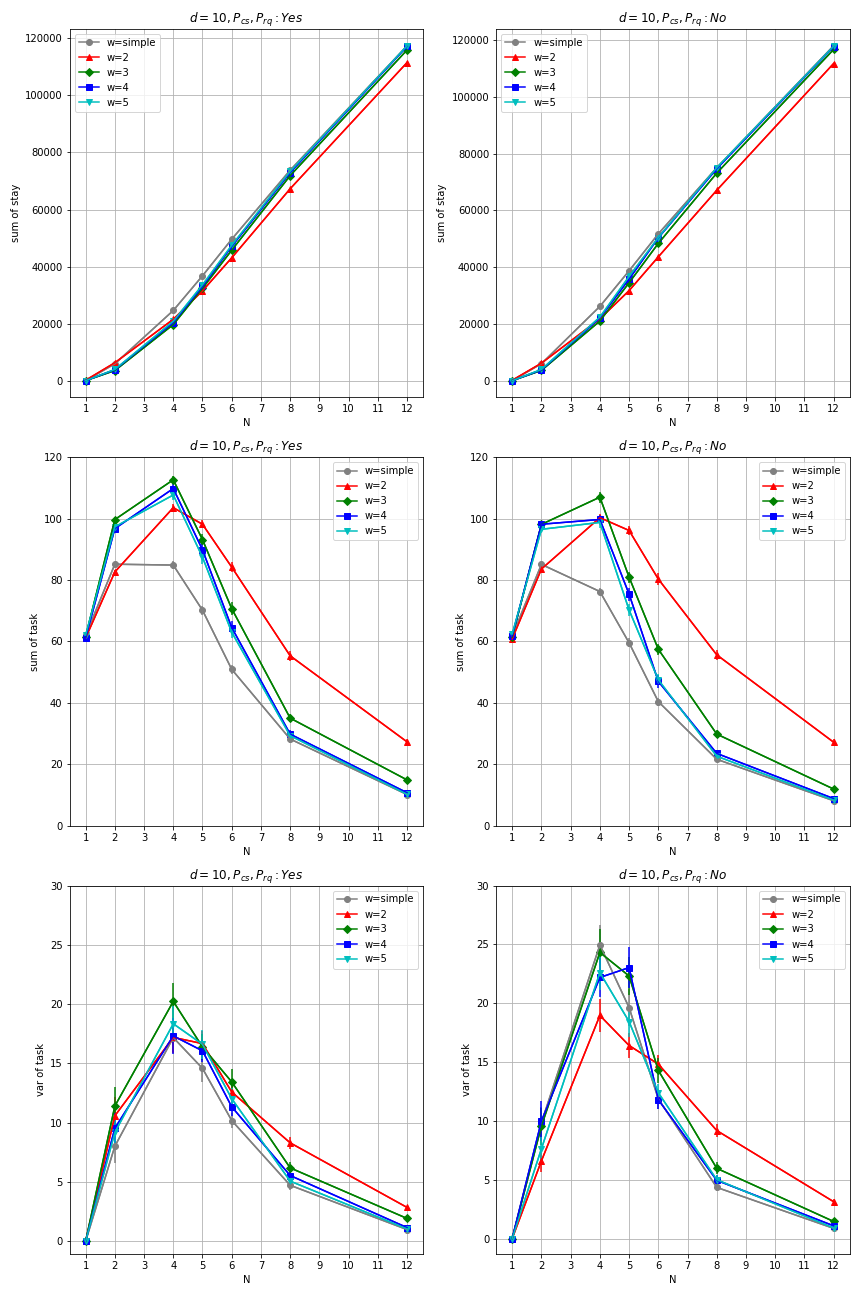 d = 10, P_cs, P_rq : Yes
120000
100000
80000
60000
40000
20000
0
sum of stay
w=simple
w=2
w=3
w=4
w=5
1 2 3 4 5 6 7 8 9 10 11 12
N
d = 10, P_cs, P_rq : No
120000
100000
80000
60000
40000
20000
0
sum of stay
w=simple
w=2
w=3
w=4
w=5
1 2 3 4 5 6 7 8 9 10 11 12
N
d = 10, P_cs, P_rq : Yes
120
100
80
60
40
20
0
sum of task
w=simple
w=2
w=3
w=4
w=5
1 2 3 4 5 6 7 8 9 10 11 12
N
d = 10, P_cs, P_rq : No
120
100
80
60
40
20
0
sum of task
w=simple
w=2
w=3
w=4
w=5
1 2 3 4 5 6 7 8 9 10 11 12
N
d = 10, P_cs, P_rq : Yes
30
25
20
15
10
5
0
var of task
w=simple
w=2
w=3
w=4
w=5
1 2 3 4 5 6 7 8 9 10 11 12
N
d = 10, P_cs, P_rq : No
30
25
20
15
10
5
0
var of task
w=simple
w=2
w=3
w=4
w=5
1 2 3 4 5 6 7 8 9 10 11 12
N